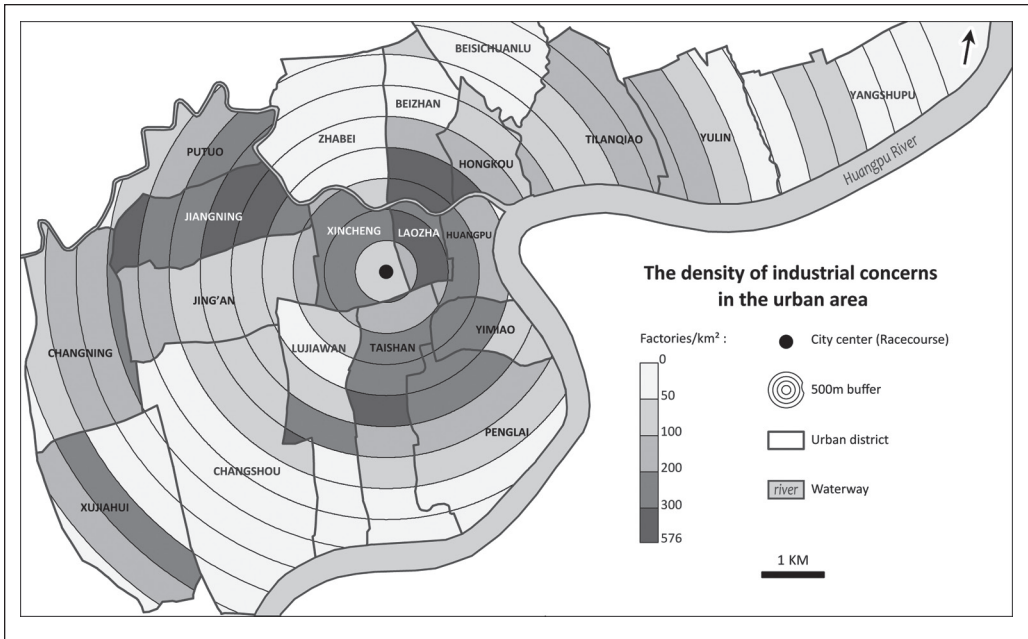 BEISICHUANLU
YANGSHUPU
BEIZHAN
ZHABEI
TILANQIAO
YULIN
PUTUO
HONGKOU
Huangpu River
JIANGNING
XINCHENG
LAOZHA
HUANGPU
The density of industrial concerns
in the urban area
JING'AN
YIMIAO
LUJIAWAN
TAISHAN
CHANGNING
PENGLAI
CHANGSHOU
XUJIAHUI
Factories/km² :
0
50
100
200
300
576
City center (Racecourse)
500m buffer
Urban district
river
Waterway
1 KM